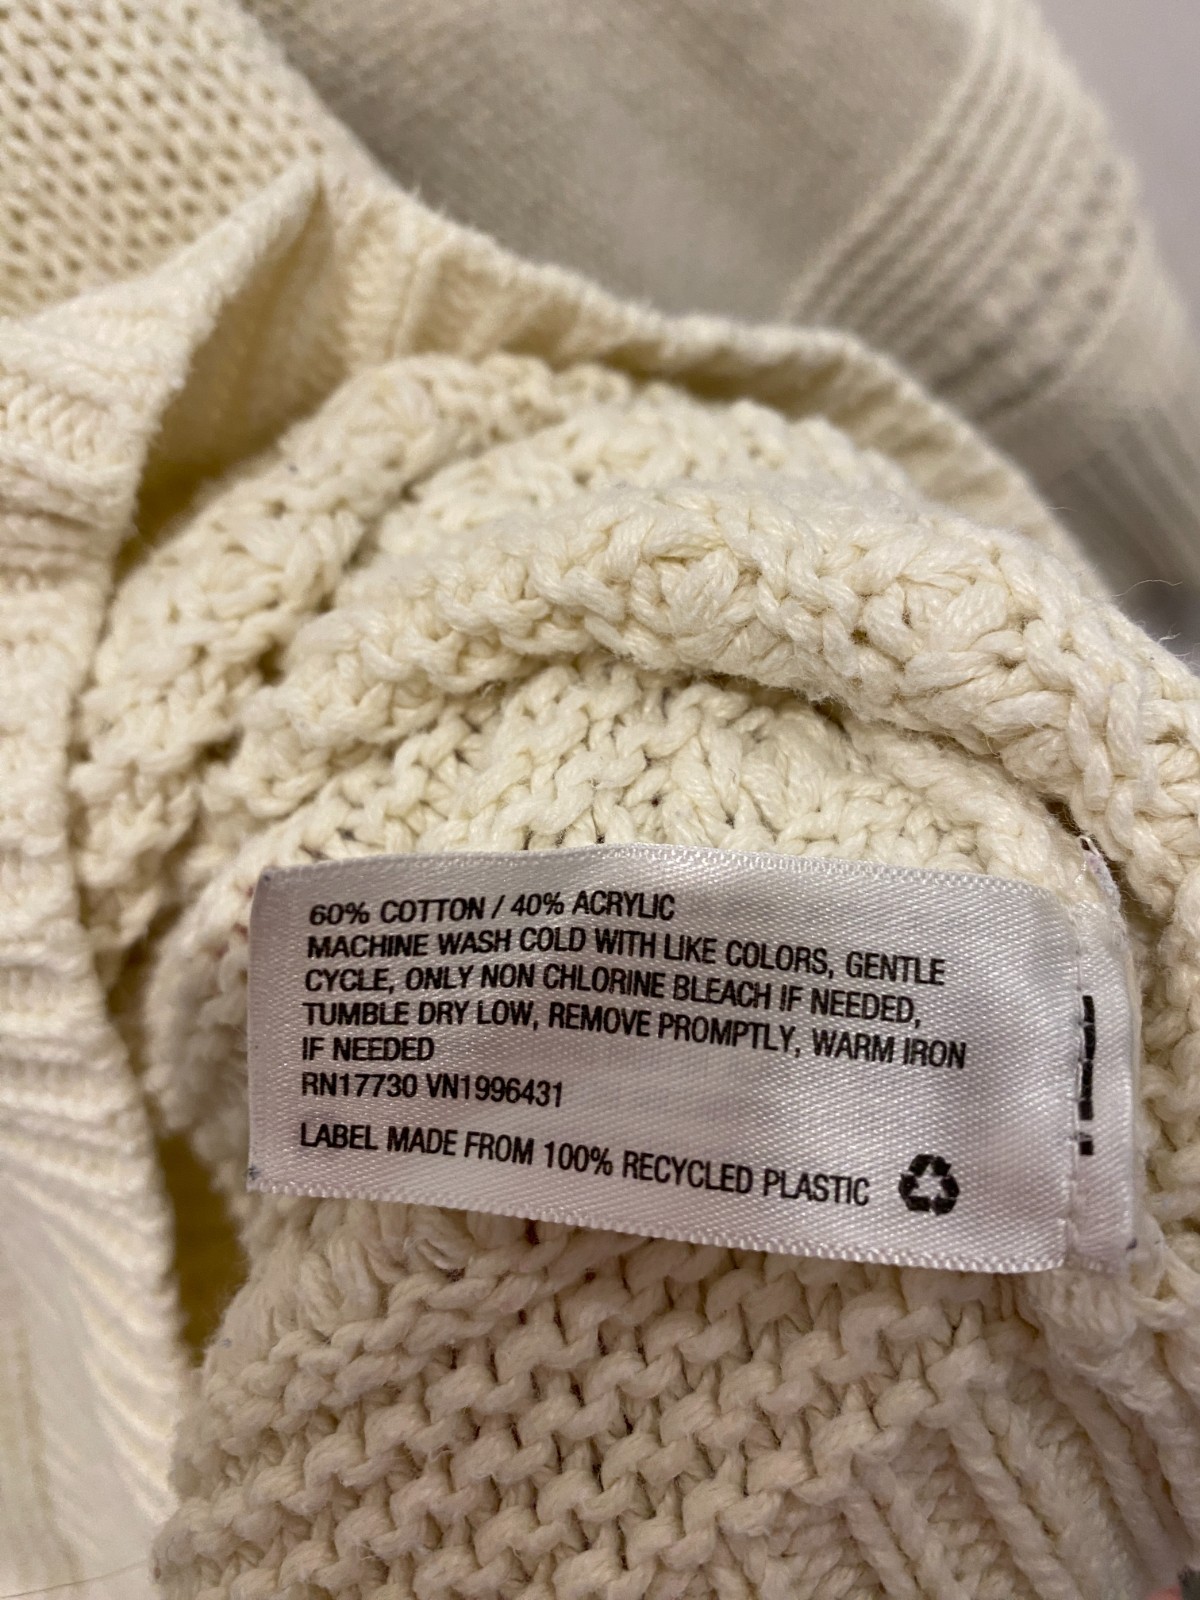 60% COTTON / 40% ACRYLIC
MACHINE WASH COLD WITH LIKE COLORS, GENTLE
CYCLE, ONLY NON CHLORINE BLEACH IF NEEDED,
TUMBLE DRY LOW, REMOVE PROMPTLY, WARM IRON
IF NEEDED
RN17730 VN1996431
LABEL MADE FROM 100% RECYCLED PLASTIC